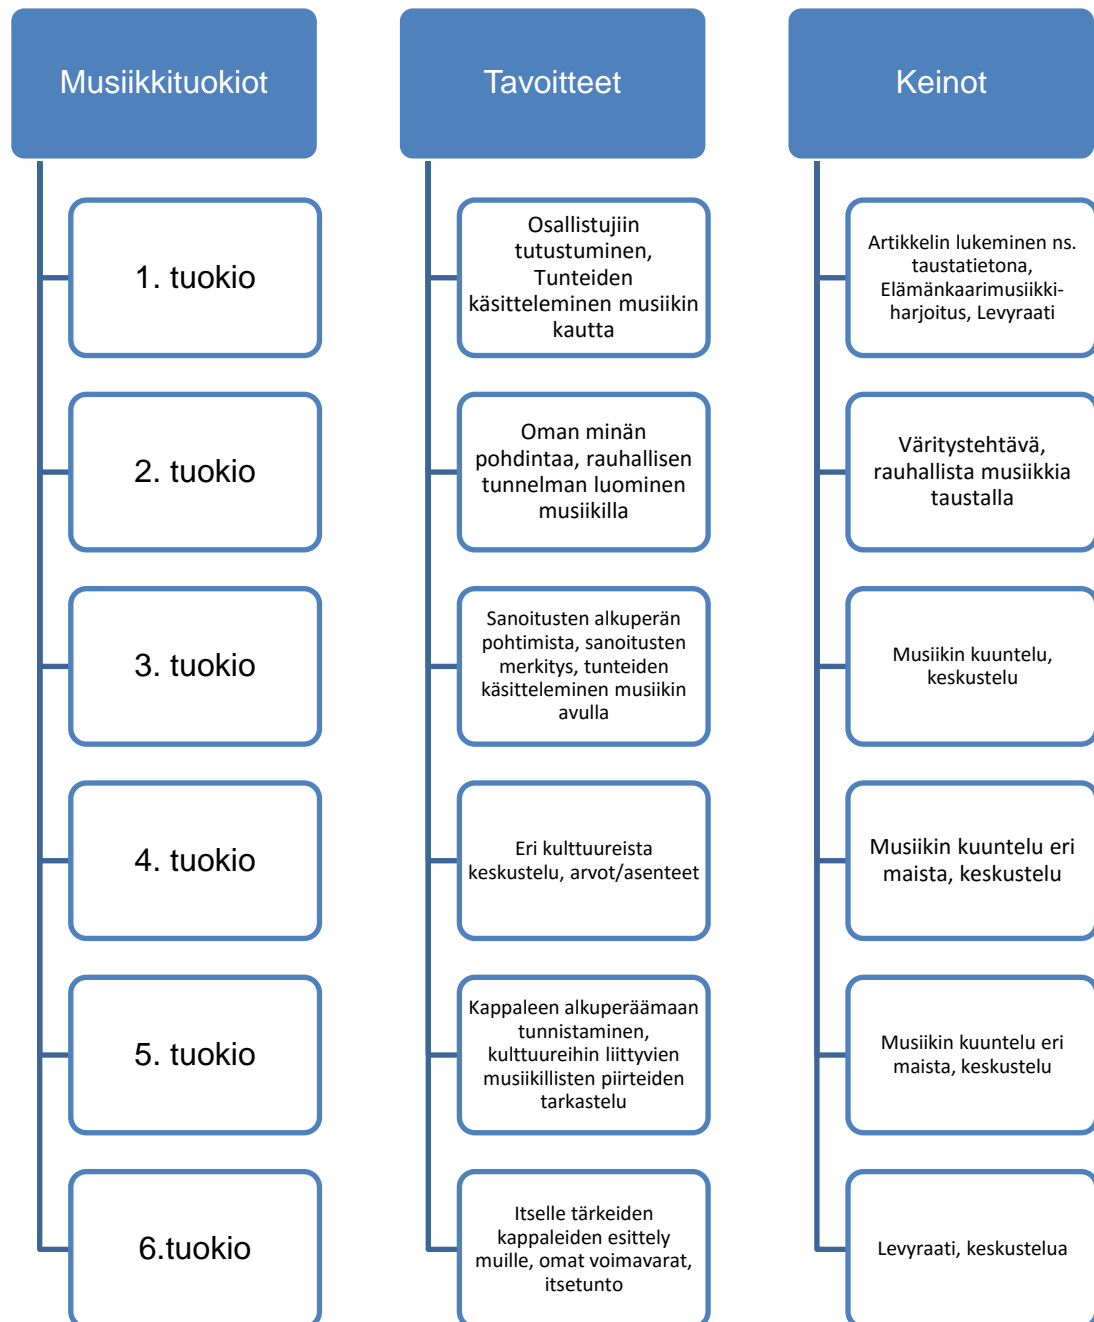 Musiikkituokiot
Tavoitteet
Keinot
1. tuokio
Osallistujiin
tutustuminen,
Tunteiden
käsitteleminen musiikin
kautta
Artikkelin lukeminen ns.
taustatietona,
Elämänkaarimusiikki-
harjoitus, Levyraati
2. tuokio
Oman minän
pohdintaa, rauhallisen
tunnelman luominen
musiikilla
Väritystehtävä,
rauhallista musiikkia
taustalla
3. tuokio
Sanoitusten alkuperän
pohtimista, sanoitusten
merkitys, tunteiden
käsitteleminen musiikin
avulla
Musiikin kuuntelu,
keskustelu
4. tuokio
Eri kulttuureista
keskustelu, arvot/asenteet
Musiikin kuuntelu eri
maista, keskustelu
5. tuokio
Kappaleen alkuperäämaan
tunnistaminen,
kulttuureihin liittyvien
musiikillisten piirteiden
tarkastelu
Musiikin kuuntelu eri
maista, keskustelu
6.tuokio
Itselle tärkeiden
kappaleiden esittely
muille, omat voimavarat,
itsetunto
Levyraati, keskustelua